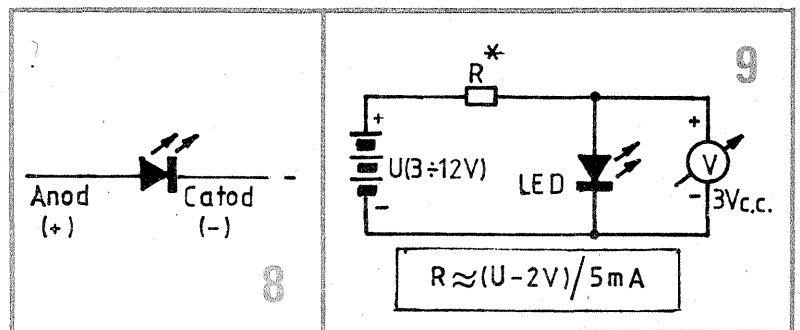 ?
Anod
(+)
Catod
(-)
-
8
9
R*
+
U(3÷12V)
-
LED
+
V
-
3Vc.c.
R≈(U-2V)/5mA